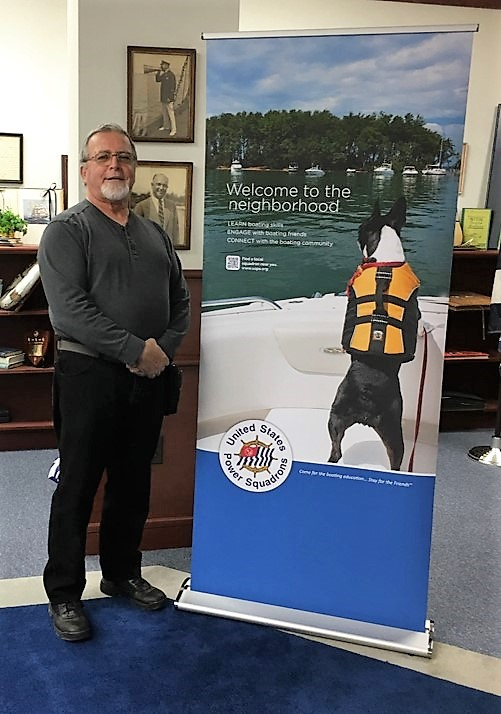 Welcome to the
neighborhood
LEARN boating skills
ENGAGE with boating friends
CONNECT with the boating community
Find a local
squadron near you.
www.usps.org
United States
Power Squadrons
Come for the boating education... Stay for the Friends™